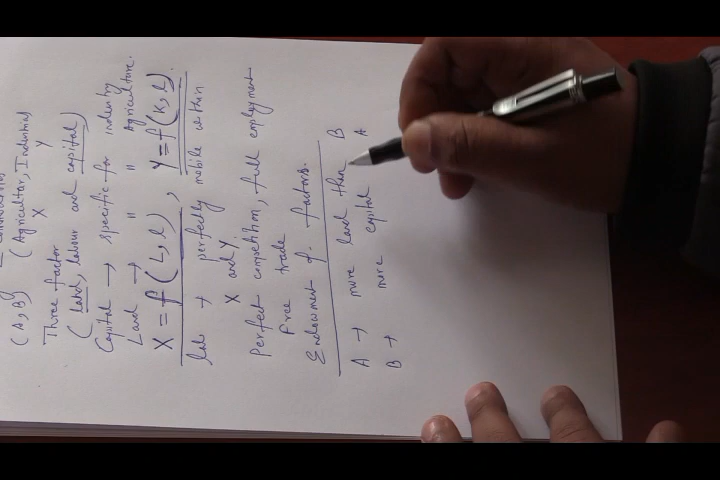 (A, B)
(Agricultur, Industrial)
X Y
Three factor
(land, labour and capital)
Capital → specific for industry
Land → " " " Agriculture.
X = f(L, l), Y = f(K, l).
lab → perfectly mobile within
X and Y.
Perfect competition, full employment
Free trade
Endowment of factors.
A → more land than B
B → more capital A